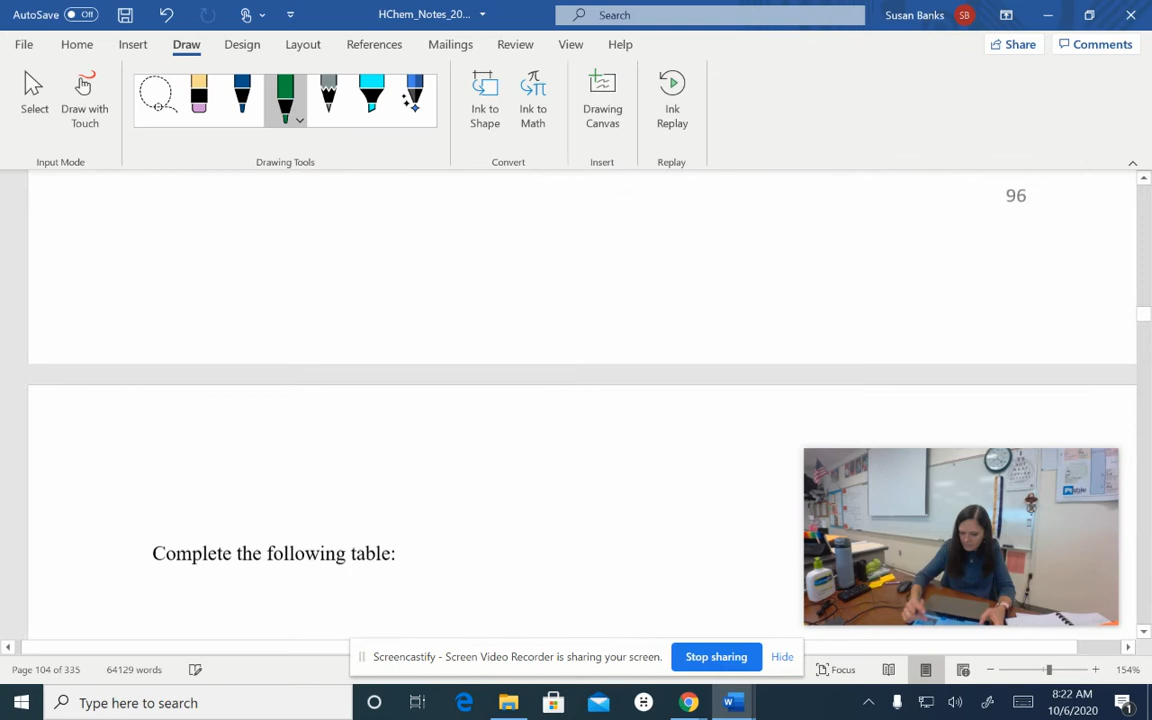 AutoSave Off HChem_Notes_20... Search Susan Banks SB
File Home Insert Draw Design Layout References Mailings Review View Help Share Comments
Select Draw with Touch Ink to Shape Ink to Math Drawing Canvas Ink Replay
Input Mode Drawing Tools Convert Insert Replay
96
Complete the following table:
Screencastify - Screen Video Recorder is sharing your screen. Stop sharing Hide
Page 104 of 335 64129 words Focus 154%
Type here to search 8:22 AM
10/6/2020 1